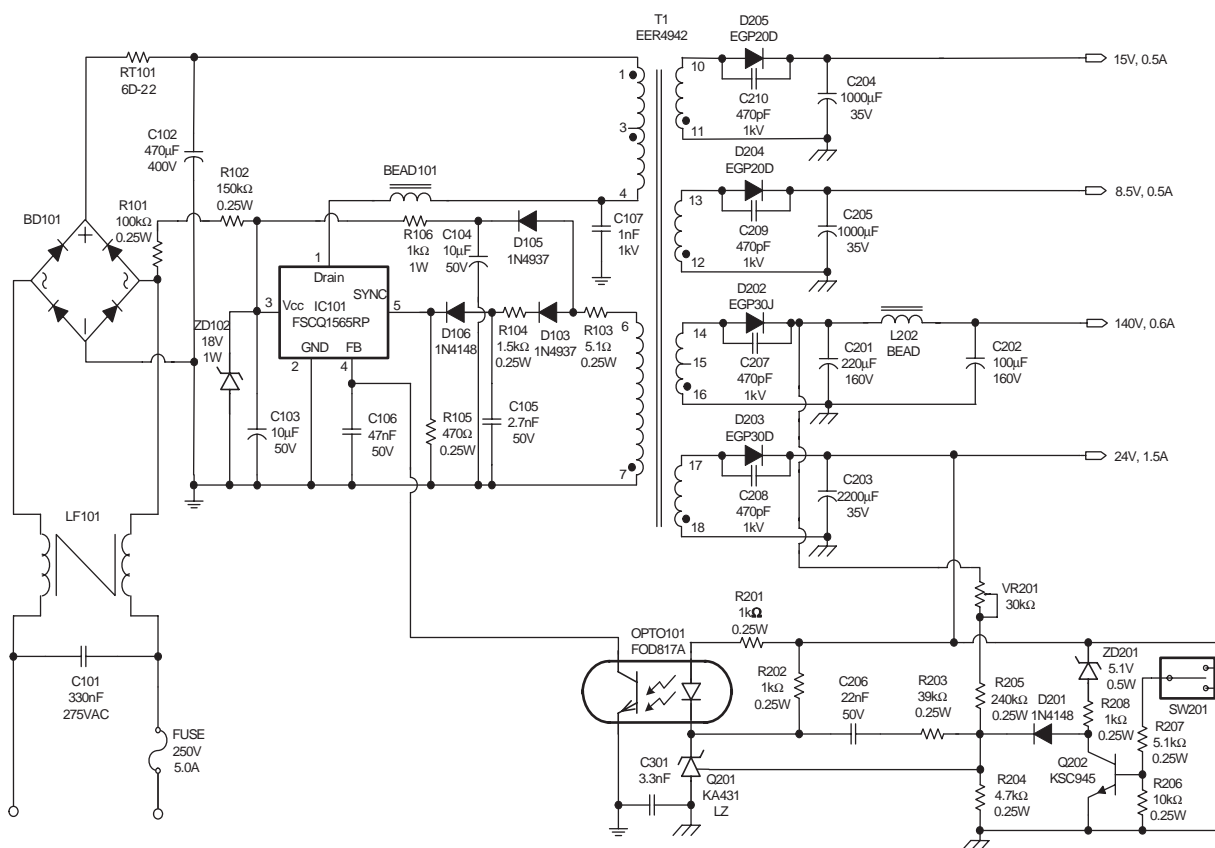 T1
EER4942
D205
EGP20D
RT101
6D-22
1
3
4
10
11
C210
470pF
1kV
C204
1000μF
35V
15V, 0.5A
C102
470μF
400V
R102
150kΩ
0.25W
BEAD101
D204
EGP20D
13
12
C209
470pF
1kV
C205
1000μF
35V
8.5V, 0.5A
BD101
R101
100kΩ
0.25W
R106
1kΩ
1W
C104
10μF
50V
D105
1N4937
C107
1nF
1kV
1
Drain
SYNC
3
Vcc
IC101
FSCQ1565RP
5
GND
FB
2
4
ZD102
18V
1W
D106
1N4148
R104
1.5kΩ
0.25W
D103
1N4937
R103
5.1Ω
0.25W
6
7
D202
EGP30J
14
15
16
C207
470pF
1kV
C201
220μF
160V
L202
BEAD
C202
100μF
160V
140V, 0.6A
C103
10μF
50V
C106
47nF
50V
R105
470Ω
0.25W
C105
2.7nF
50V
D203
EGP30D
17
18
C208
470pF
1kV
C203
2200μF
35V
24V, 1.5A
LF101
C101
330nF
275VAC
FUSE
250V
5.0A
OPTO101
FOD817A
R201
1kΩ
0.25W
VR201
30kΩ
R202
1kΩ
0.25W
C206
22nF
50V
R203
39kΩ
0.25W
R205
240kΩ
0.25W
D201
1N4148
ZD201
5.1V
0.5W
R208
1kΩ
0.25W
SW201
R207
5.1kΩ
0.25W
C301
3.3nF
Q201
KA431
LZ
R204
4.7kΩ
0.25W
Q202
KSC945
R206
10kΩ
0.25W